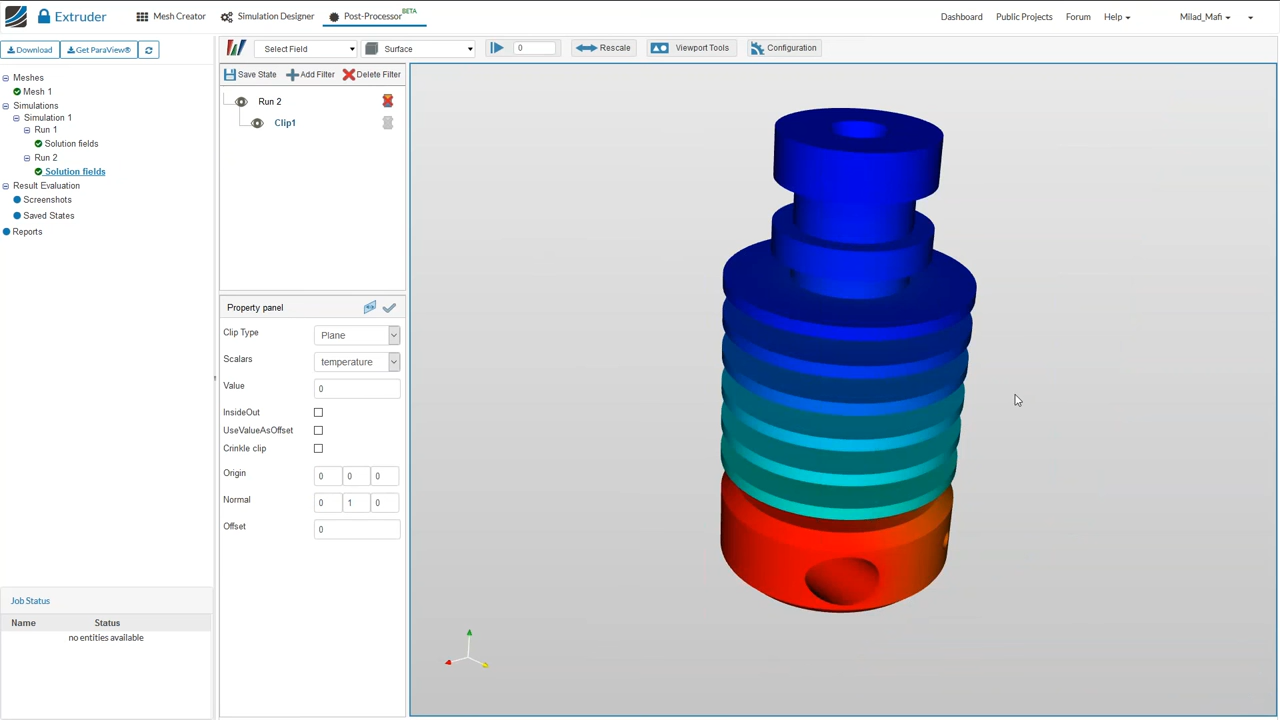 Extruder
Mesh Creator
Simulation Designer
Post-Processor BETA
Dashboard
Public Projects
Forum
Help
Milad_Mafi
Download
Get ParaView®
Select Field
Surface
0
Rescale
Viewport Tools
Configuration
Meshes
Mesh 1
Simulations
Simulation 1
Run 1
Solution fields
Run 2
Solution fields
Result Evaluation
Screenshots
Saved States
Reports
Save State
Add Filter
Delete Filter
Run 2
Clip1
Property panel
Clip Type Plane
Scalars temperature
Value 0
InsideOut
UseValueAsOffset
Crinkle clip
Origin 0 0 0
Normal 0 1 0
Offset 0
Job Status
Name Status
no entities available